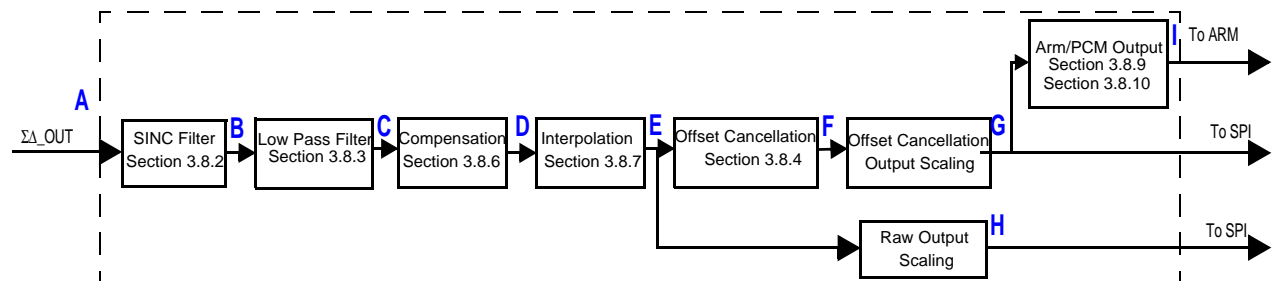 A
ΣΔ_OUT
SINC Filter
Section 3.8.2
B
Low Pass Filter
Section 3.8.3
C
Compensation
Section 3.8.6
D
Interpolation
Section 3.8.7
E
Offset Cancellation
Section 3.8.4
F
Offset Cancellation
Output Scaling
G
Arm/PCM Output
Section 3.8.9
Section 3.8.10
I
To ARM
To SPI
Raw Output
Scaling
H
To SPI